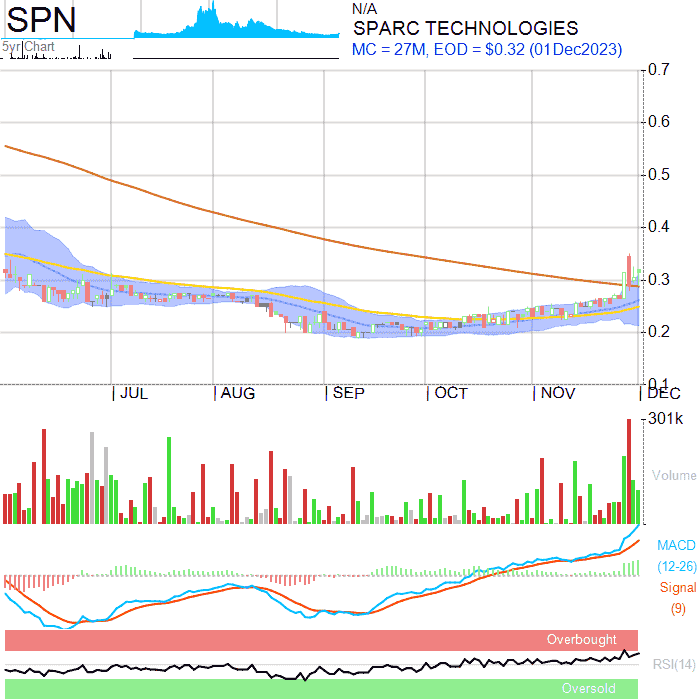 SPN
5yr Chart
N/A
SPARC TECHNOLOGIES
MC = 27M, EOD = $0.32 (01Dec2023)
0.7
0.6
0.5
0.4
0.3
0.2
0.1
JUL AUG SEP OCT NOV DEC
301k
Volume
MACD
(12-26)
Signal
(9)
Overbought
RSI(14)
Oversold